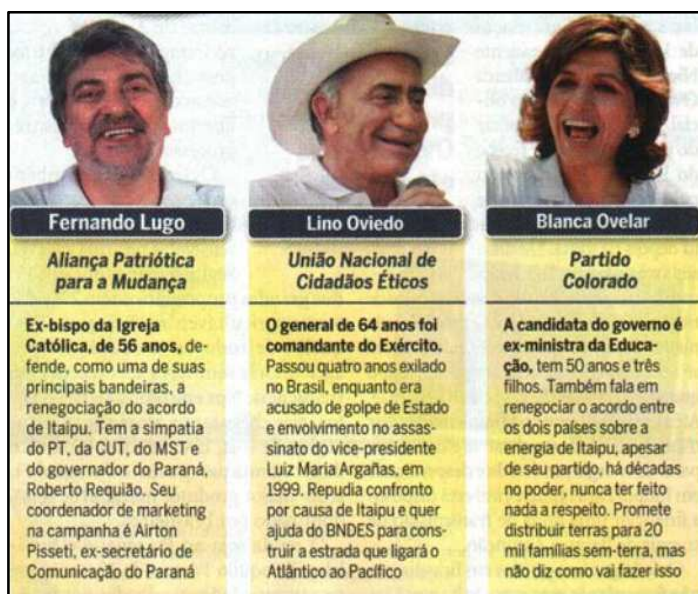 Fernando Lugo
Aliança Patriótica
para a Mudança
Ex-bispo da Igreja
Católica, de 56 anos, de-
fende, como uma de suas
principais bandeiras, a
renegociação do acordo
de Itaipu. Tem a simpatia
do PT, da CUT, do MST e
do governador do Paraná,
Roberto Requião. Seu
coordenador de marketing
na campanha é Airton
Pisseti, ex-secretário de
Comunicação do Paraná
Lino Oviedo
União Nacional de
Cidadãos Éticos
O general de 64 anos foi
comandante do Exército.
Passou quatro anos exilado
no Brasil, enquanto era
acusado de golpe de Estado
e envolvimento no assas-
sinato do vice-presidente
Luiz Maria Argañas, em
1999. Repudia confronto
por causa de Itaipu e quer
ajuda do BNDES para cons-
truir a estrada que ligará o
Atlântico ao Pacífico
Blanca Ovelar
Partido
Colorado
A candidata do governo é
ex-ministra da Educa-
ção, tem 50 anos e três
filhos. Também fala em
renegociar o acordo entre
os dois países sobre a
energia de Itaipu, apesar
de seu partido, há décadas
no poder, nunca ter feito
nada a respeito. Promete
distribuir terras para 20
mil famílias sem-terra, mas
não diz como vai fazer isso